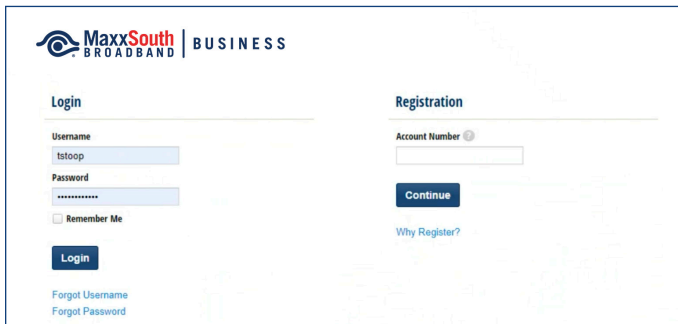 MaxxSouth
BROADBAND
BUSINESS
Login
Username
tstoop
Password
••••••••••••
Remember Me
Login
Forgot Username
Forgot Password
Registration
Account Number ?
Continue
Why Register?